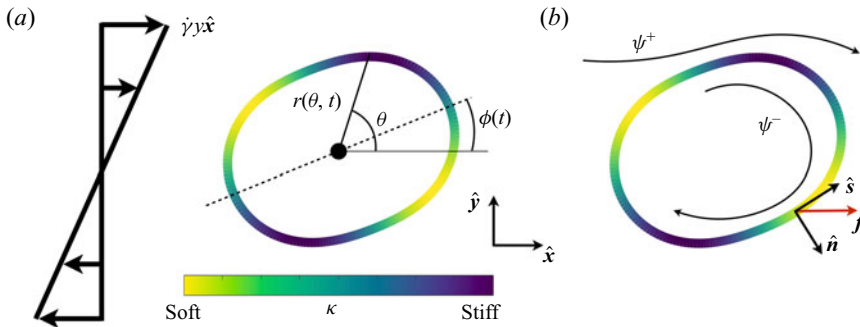 (a)
γ̇yx̂
r(θ, t)
θ
ϕ(t)
ŷ
x̂
Soft
κ
Stiff
(b)
ψ⁺
ψ⁻
ŝ
n̂
f